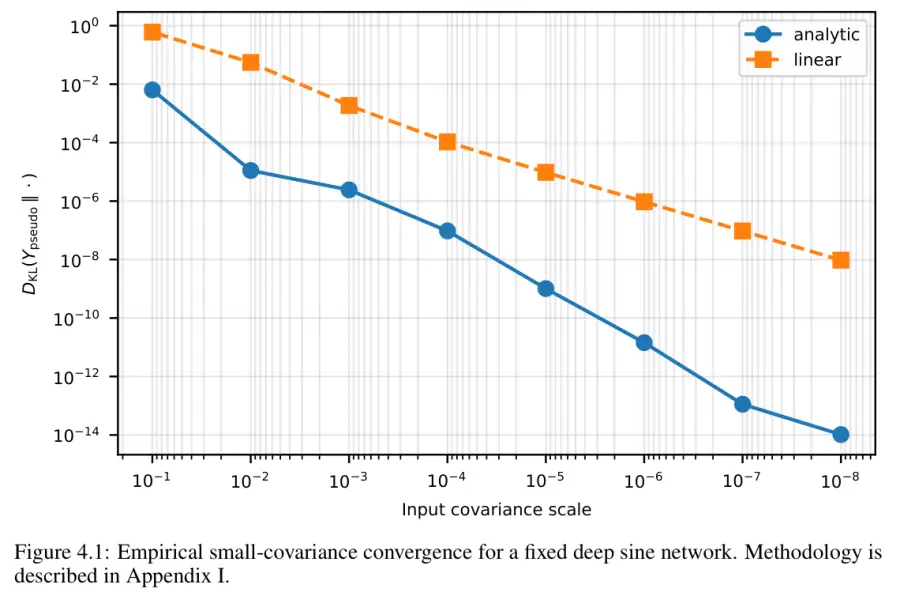 10⁰
10⁻²
10⁻⁴
10⁻⁶
10⁻⁸
10⁻¹⁰
10⁻¹²
10⁻¹⁴
D_KL(Y_pseudo ‖ ·)
analytic
linear
10⁻¹ 10⁻² 10⁻³ 10⁻⁴ 10⁻⁵ 10⁻⁶ 10⁻⁷ 10⁻⁸
Input covariance scale
Figure 4.1: Empirical small-covariance convergence for a fixed deep sine network. Methodology is
described in Appendix I.